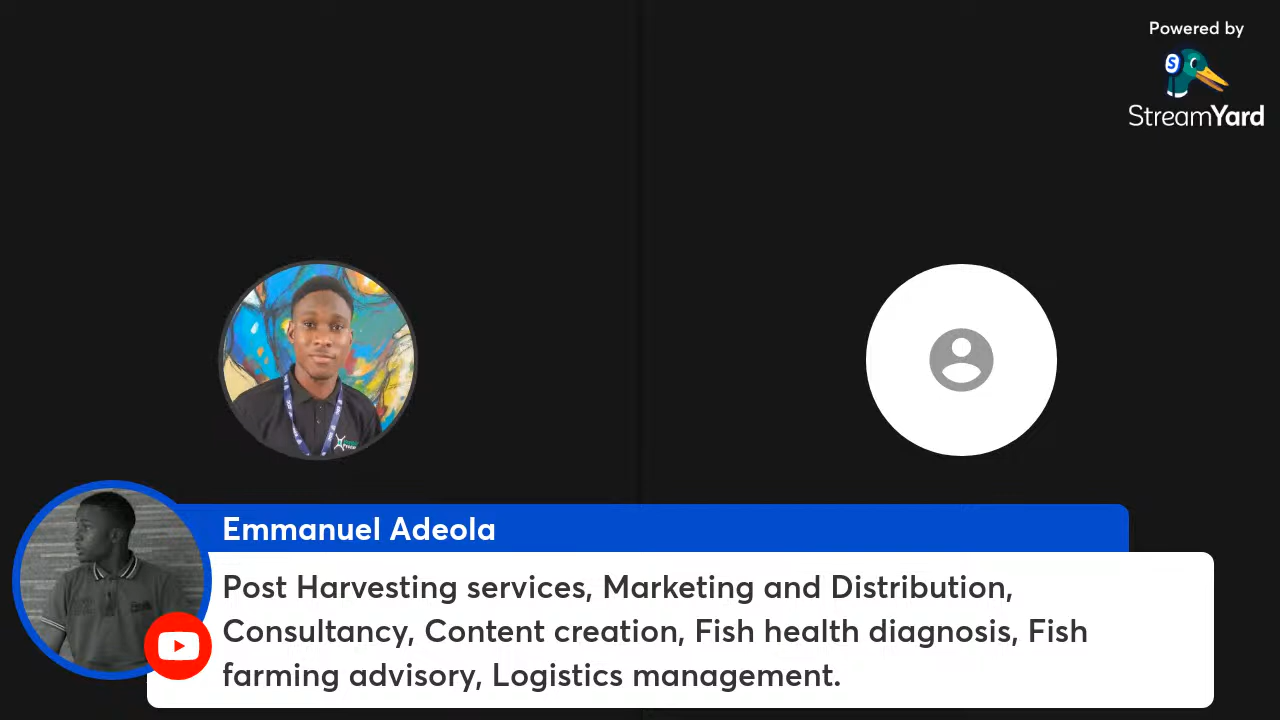 Powered by
StreamYard
Emmanuel Adeola
Post Harvesting services, Marketing and Distribution,
Consultancy, Content creation, Fish health diagnosis, Fish
farming advisory, Logistics management.